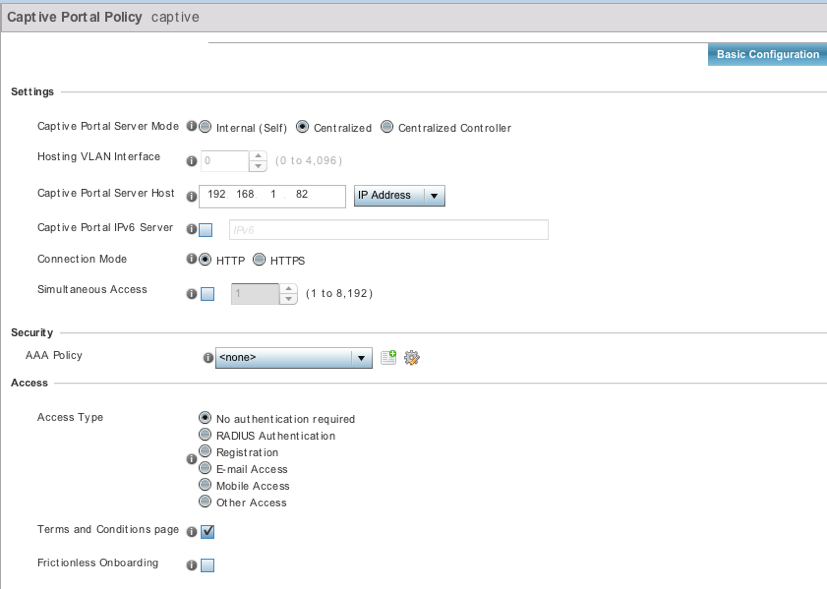 Captive Portal Policy captive
Basic Configuration
Settings
Captive Portal Server Mode Internal (Self) Centralized Centralized Controller
Hosting VLAN Interface 0 (0 to 4,096)
Captive Portal Server Host 192 . 168 . 1 . 82 IP Address
Captive Portal IPv6 Server IPv6
Connection Mode HTTP HTTPS
Simultaneous Access 1 (1 to 8,192)
Security
AAA Policy <none>
Access
Access Type
No authentication required
RADIUS Authentication
Registration
E-mail Access
Mobile Access
Other Access
Terms and Conditions page
Frictionless Onboarding